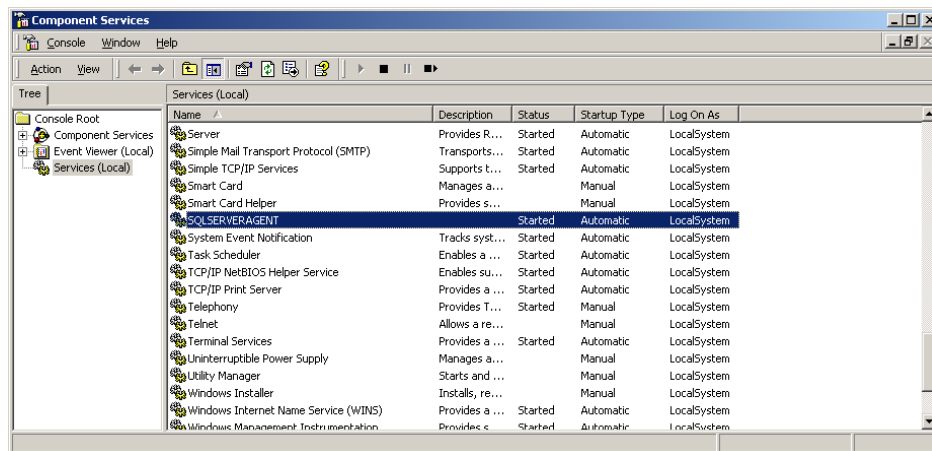 Component Services
Console Window Help
Action View
Tree Services (Local)
Console Root
Component Services
Event Viewer (Local)
Services (Local)
Name Description Status Startup Type Log On As
Server Provides R... Started Automatic LocalSystem
Simple Mail Transport Protocol (SMTP) Transports... Started Automatic LocalSystem
Simple TCP/IP Services Supports t... Started Automatic LocalSystem
Smart Card Manages a... Manual LocalSystem
Smart Card Helper Provides s... Manual LocalSystem
SQLSERVERAGENT Started Automatic LocalSystem
System Event Notification Tracks syst... Started Automatic LocalSystem
Task Scheduler Enables a ... Started Automatic LocalSystem
TCP/IP NetBIOS Helper Service Enables su... Started Automatic LocalSystem
TCP/IP Print Server Provides a ... Started Automatic LocalSystem
Telephony Provides T... Started Manual LocalSystem
Telnet Allows a re... Manual LocalSystem
Terminal Services Provides a ... Started Automatic LocalSystem
Uninterruptible Power Supply Manages a... Manual LocalSystem
Utility Manager Starts and ... Manual LocalSystem
Windows Installer Installs, re... Manual LocalSystem
Windows Internet Name Service (WINS) Provides a ... Started Automatic LocalSystem
Windows Management Instrumentation Provides s... Started Automatic LocalSystem